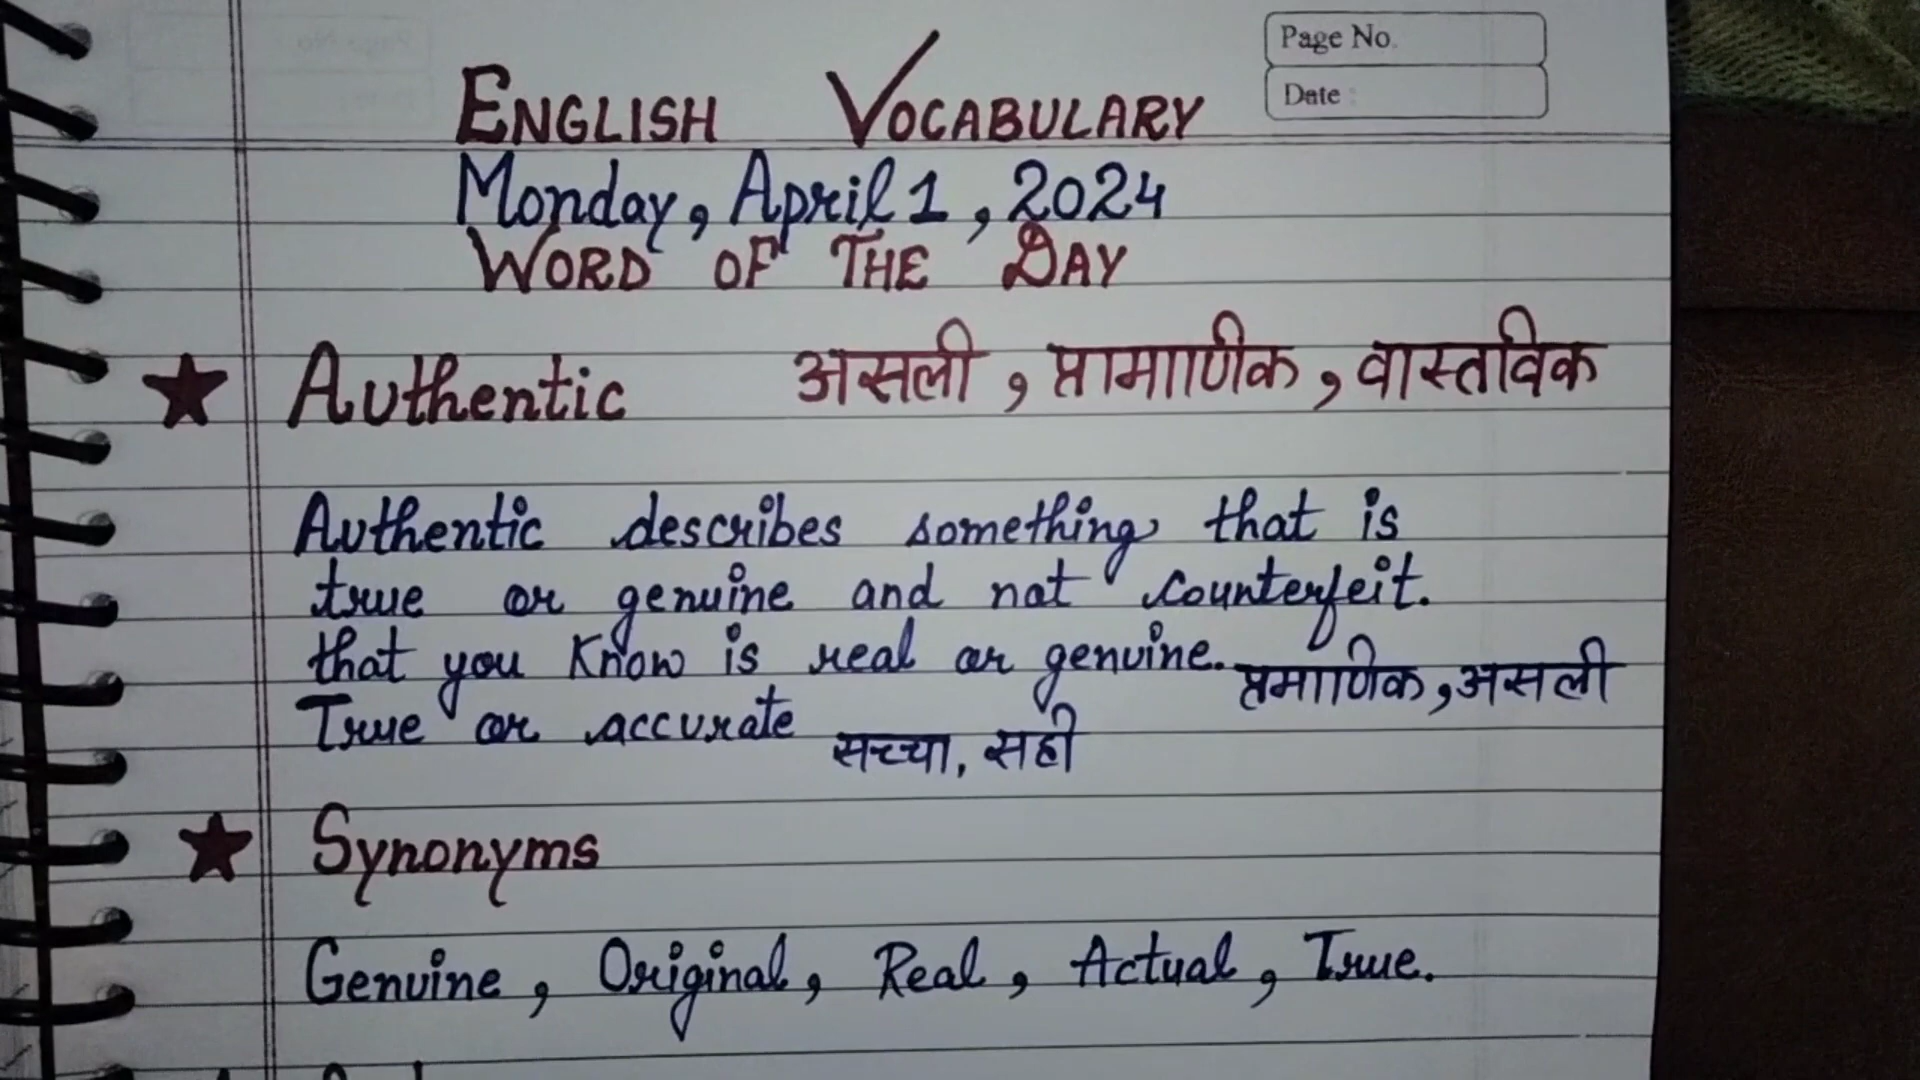 Page No.
Date
ENGLISH VOCABULARY
Monday, April 1, 2024
WORD OF THE DAY
★ Authentic असली, प्रामाणिक, वास्तविक
Authentic describes something that is
true or genuine and not counterfeit.
that you know is real or genuine. प्रमाणिक, असली
True or accurate सच्चा, सही
★ Synonyms
Genuine, Original, Real, Actual, True.